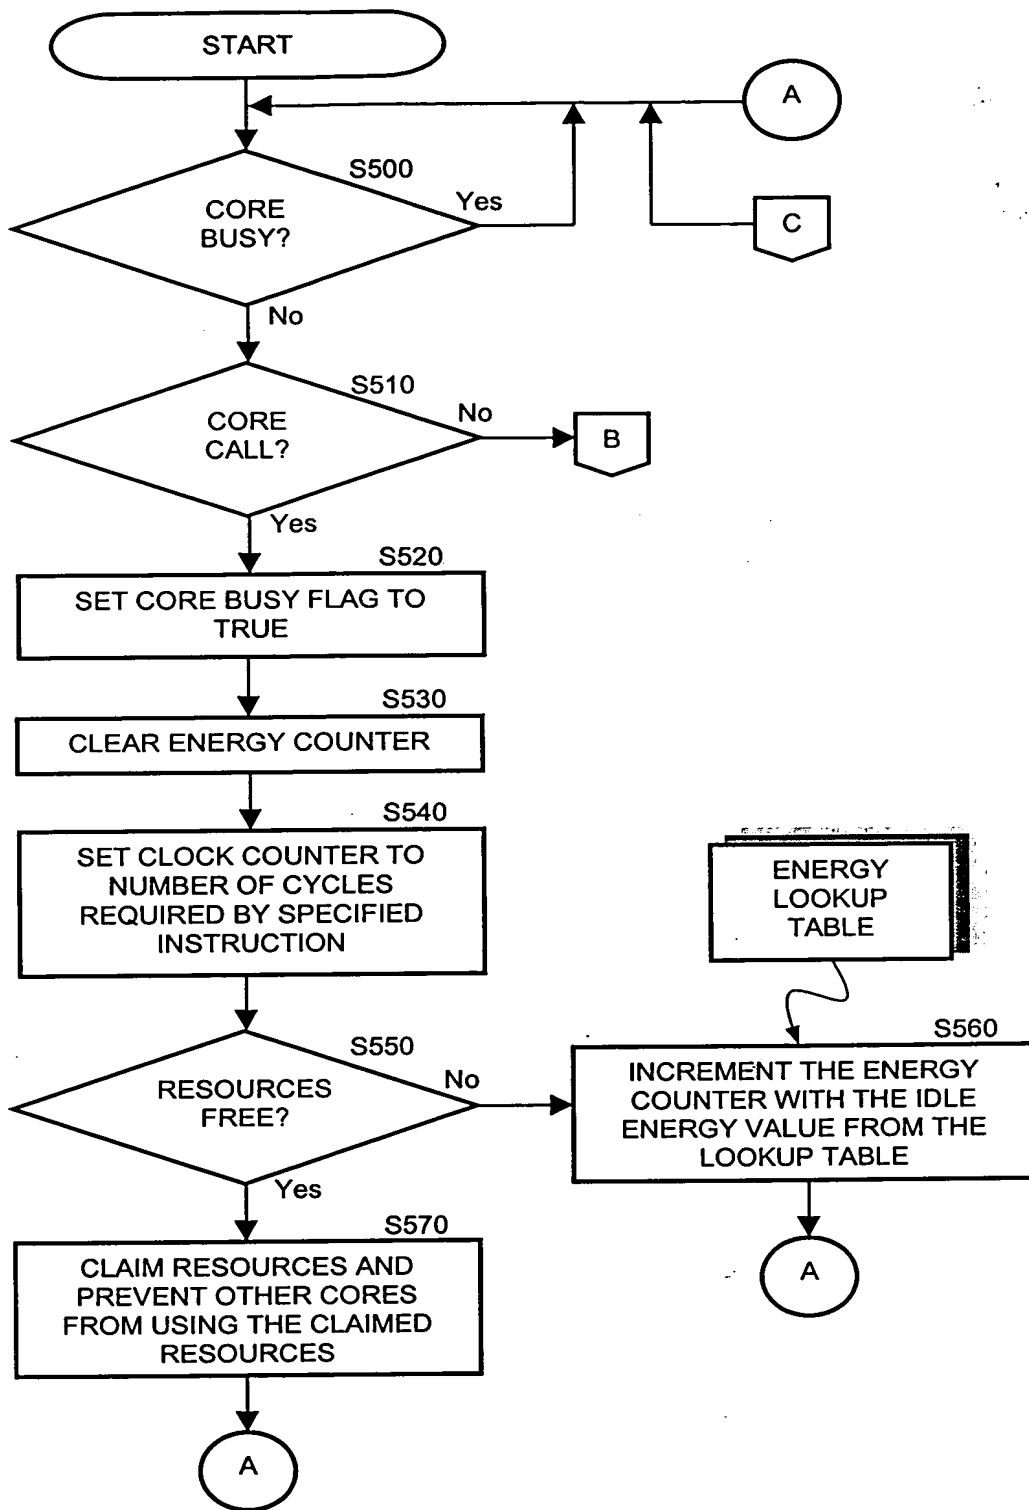 START
A
S500
CORE
BUSY?
Yes
C
No
S510
CORE
CALL?
No
B
Yes
S520
SET CORE BUSY FLAG TO
TRUE
S530
CLEAR ENERGY COUNTER
S540
SET CLOCK COUNTER TO
NUMBER OF CYCLES
REQUIRED BY SPECIFIED
INSTRUCTION
ENERGY
LOOKUP
TABLE
S550
RESOURCES
FREE?
No
S560
INCREMENT THE ENERGY
COUNTER WITH THE IDLE
ENERGY VALUE FROM THE
LOOKUP TABLE
Yes
A
S570
CLAIM RESOURCES AND
PREVENT OTHER CORES
FROM USING THE CLAIMED
RESOURCES
A